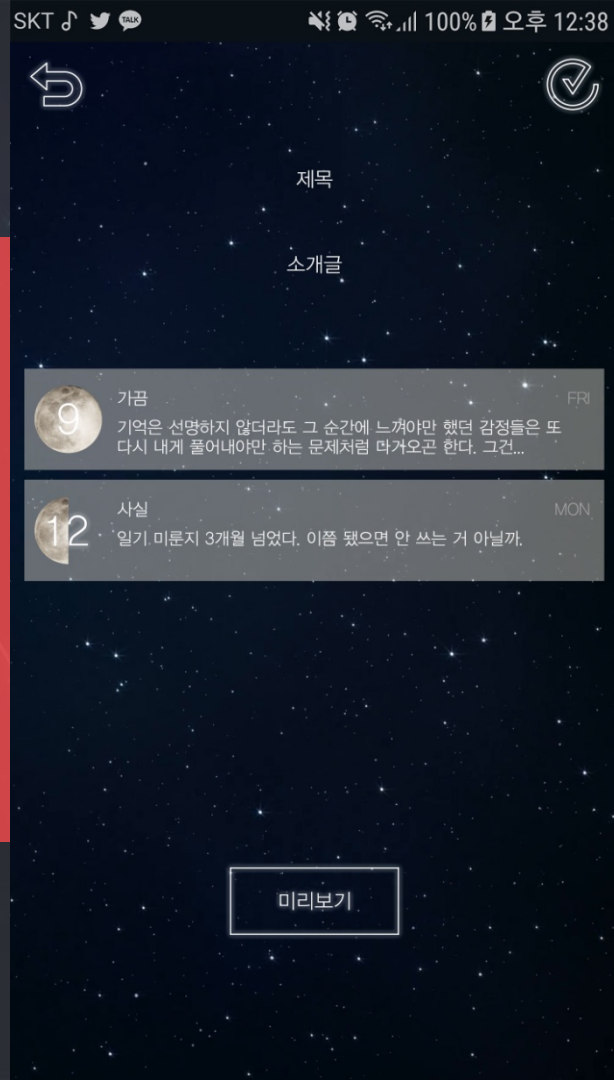 SKT TALK 100% 오후 12:38
제목
소개글
9 가끔 FRI
기억은 선명하지 않더라도 그 순간에 느껴야만 했던 감정들은 또
다시 내게 풀어내야만 하는 문제처럼 다가오곤 한다. 그건...
12 사실 MON
일기 미룬지 3개월 넘었다. 이쯤 됐으면 안 쓰는 거 아닐까.
미리보기